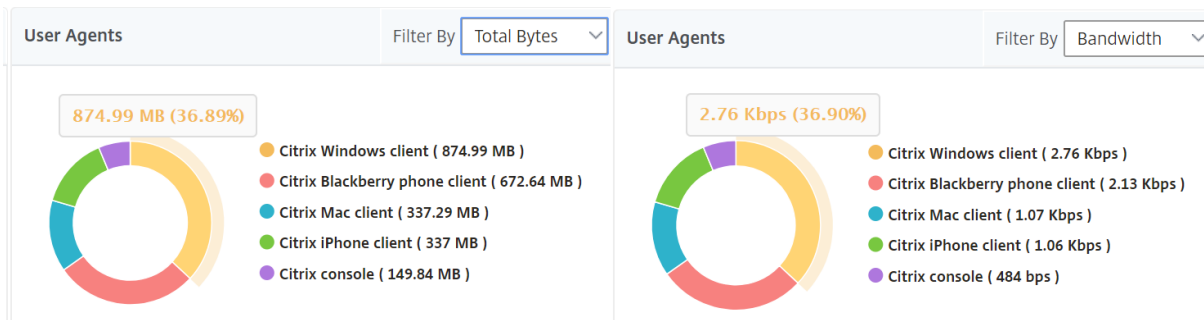 User Agents
Filter By
Total Bytes
874.99 MB (36.89%)
Citrix Windows client ( 874.99 MB )
Citrix Blackberry phone client ( 672.64 MB )
Citrix Mac client ( 337.29 MB )
Citrix iPhone client ( 337 MB )
Citrix console ( 149.84 MB )
User Agents
Filter By
Bandwidth
2.76 Kbps (36.90%)
Citrix Windows client ( 2.76 Kbps )
Citrix Blackberry phone client ( 2.13 Kbps )
Citrix Mac client ( 1.07 Kbps )
Citrix iPhone client ( 1.06 Kbps )
Citrix console ( 484 bps )